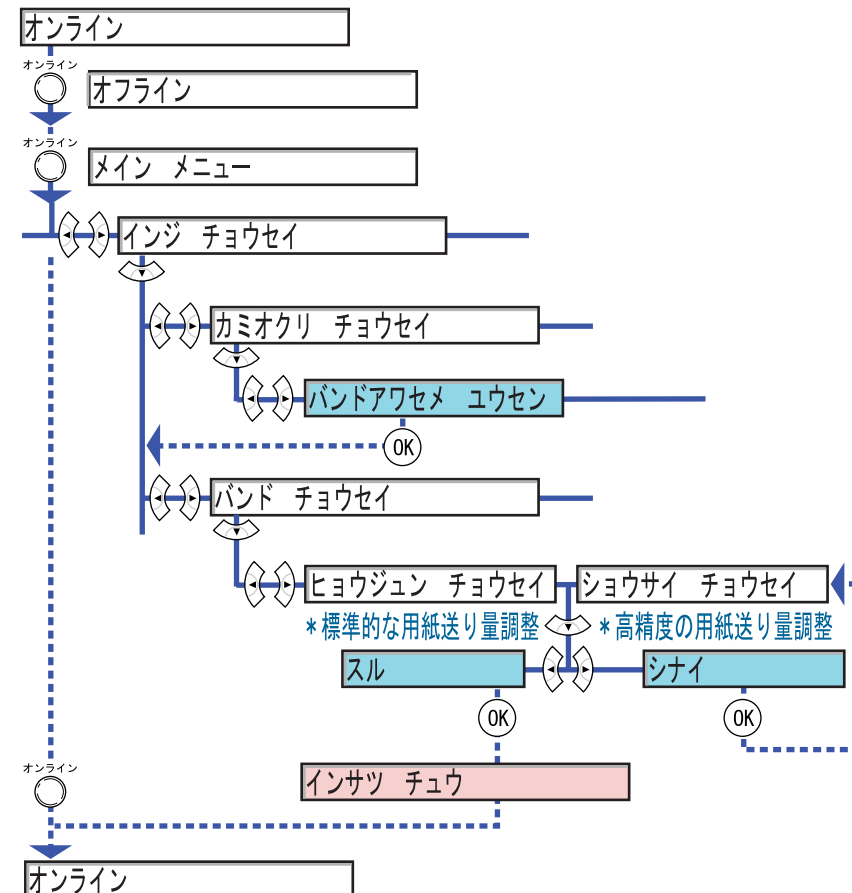 オンライン
オンライン
オフライン
オンライン
メイン メニュー
インジ チョウセイ
カミオクリ チョウセイ
バンドアワセメ ユウセン
OK
バンド チョウセイ
ヒョウジュン チョウセイ
ショウサイ チョウセイ
*標準的な用紙送り量調整
*高精度の用紙送り量調整
スル
シナイ
OK
OK
オンライン
インサツ チュウ
オンライン